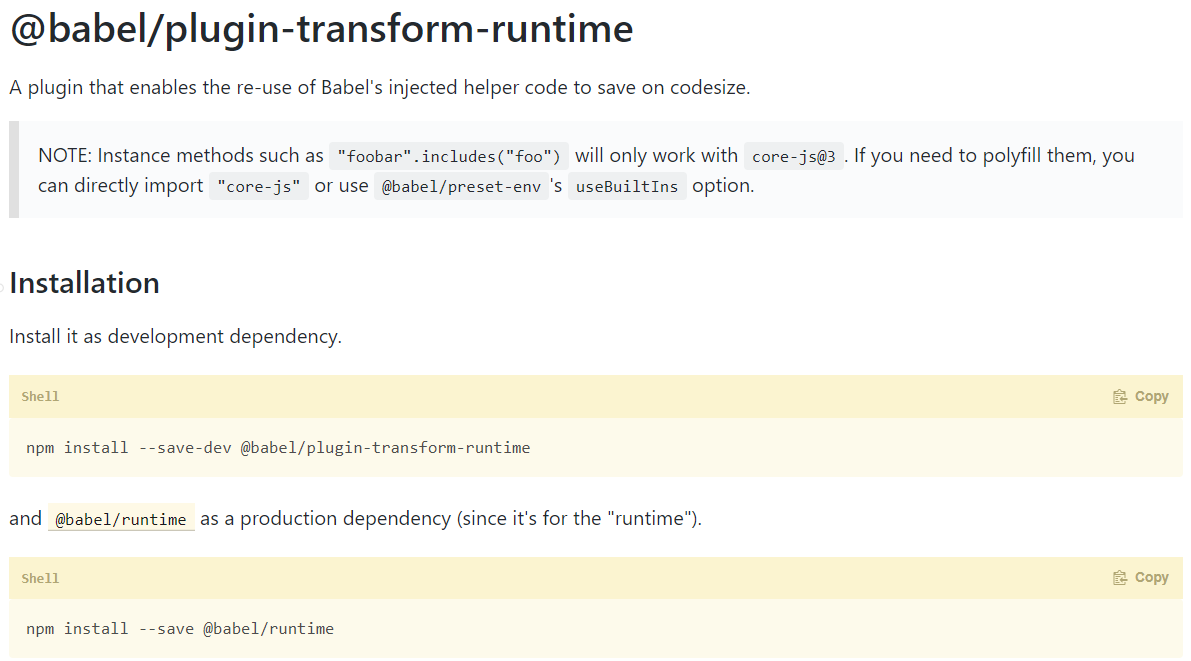 @babel/plugin-transform-runtime
A plugin that enables the re-use of Babel's injected helper code to save on codesize.
NOTE: Instance methods such as "foobar".includes("foo") will only work with core-js@3. If you need to polyfill them, you
can directly import "core-js" or use @babel/preset-env's useBuiltIns option.
Installation
Install it as development dependency.
Shell Copy
npm install --save-dev @babel/plugin-transform-runtime
and @babel/runtime as a production dependency (since it's for the "runtime").
Shell Copy
npm install --save @babel/runtime